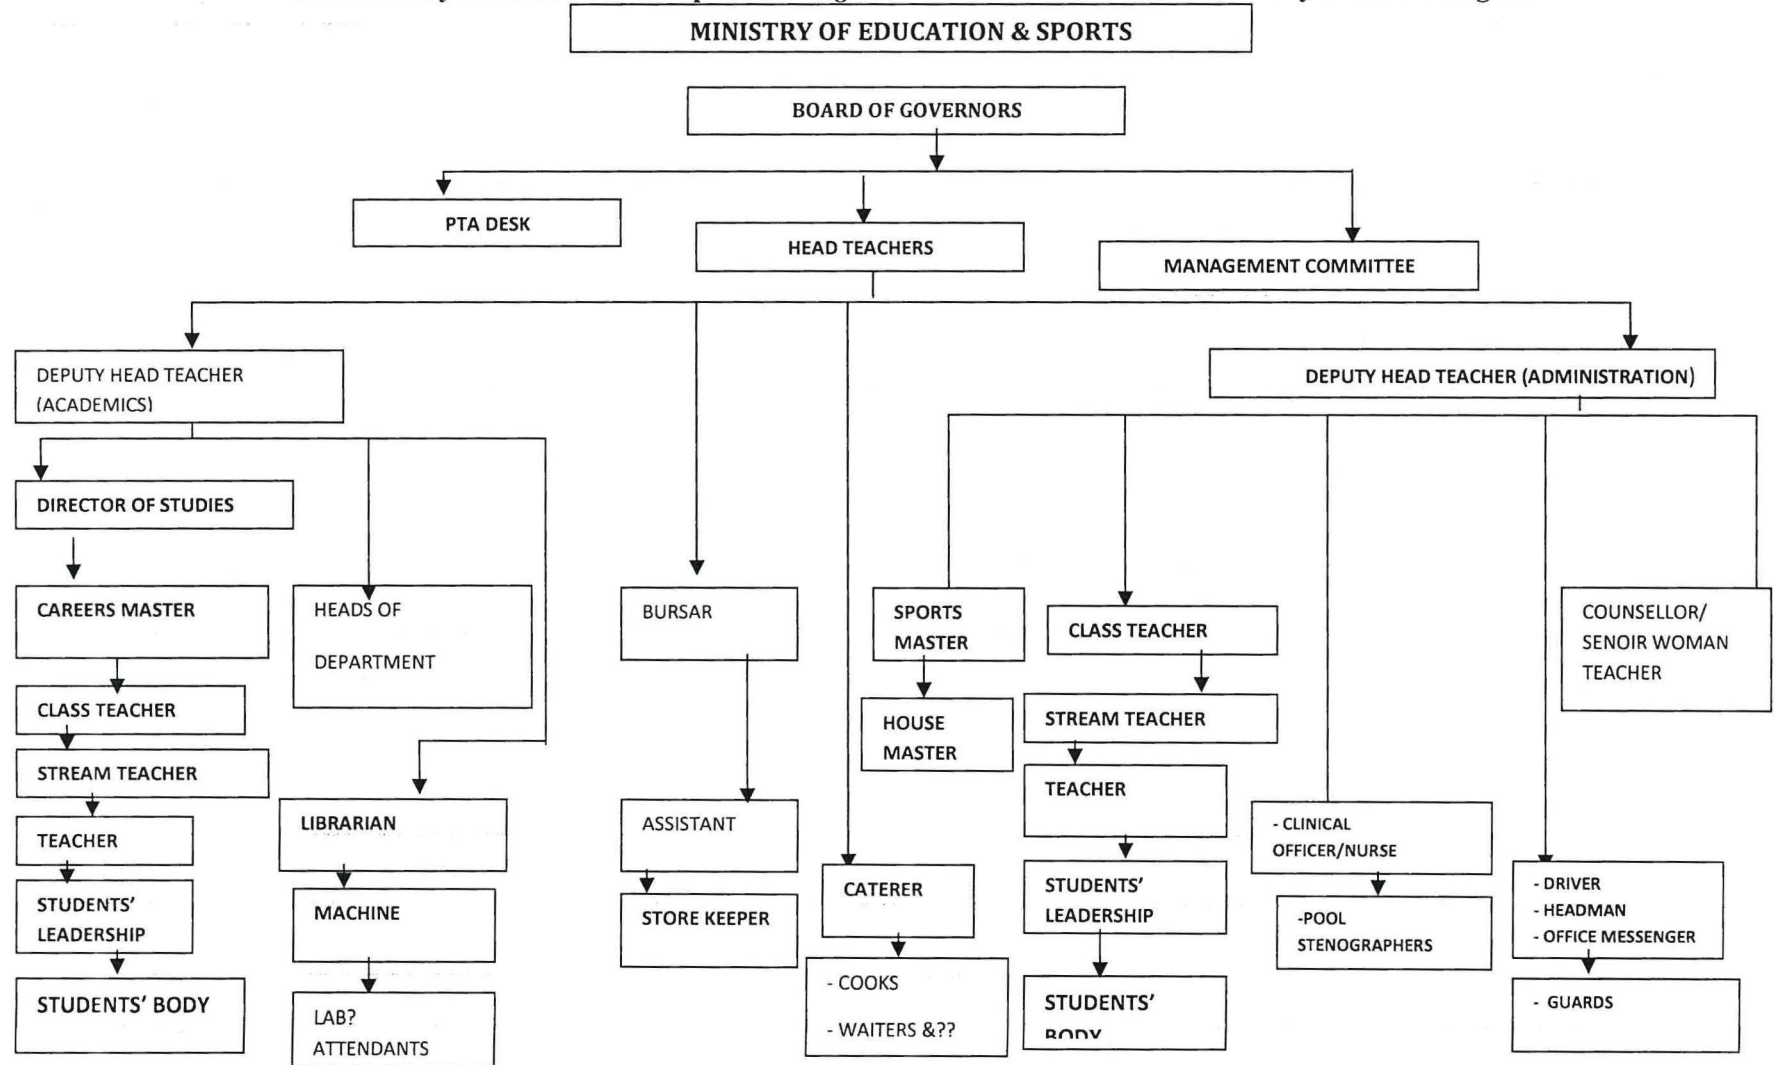 MINISTRY OF EDUCATION & SPORTS
BOARD OF GOVERNORS
PTA DESK
HEAD TEACHERS
MANAGEMENT COMMITTEE
DEPUTY HEAD TEACHER
(ACADEMICS)
DEPUTY HEAD TEACHER (ADMINISTRATION)
DIRECTOR OF STUDIES
CAREERS MASTER
HEADS OF
DEPARTMENT
BURSAR
SPORTS
MASTER
CLASS TEACHER
COUNSELLOR/
SENOIR WOMAN
TEACHER
CLASS TEACHER
HOUSE
MASTER
STREAM TEACHER
STREAM TEACHER
TEACHER
TEACHER
LIBRARIAN
ASSISTANT
- CLINICAL
OFFICER/NURSE
STUDENTS'
LEADERSHIP
MACHINE
STORE KEEPER
CATERER
STUDENTS'
LEADERSHIP
-POOL
STENOGRAPHERS
- DRIVER
- HEADMAN
- OFFICE MESSENGER
STUDENTS' BODY
LAB?
ATTENDANTS
- COOKS
- WAITERS &??
STUDENTS'
BODY
- GUARDS